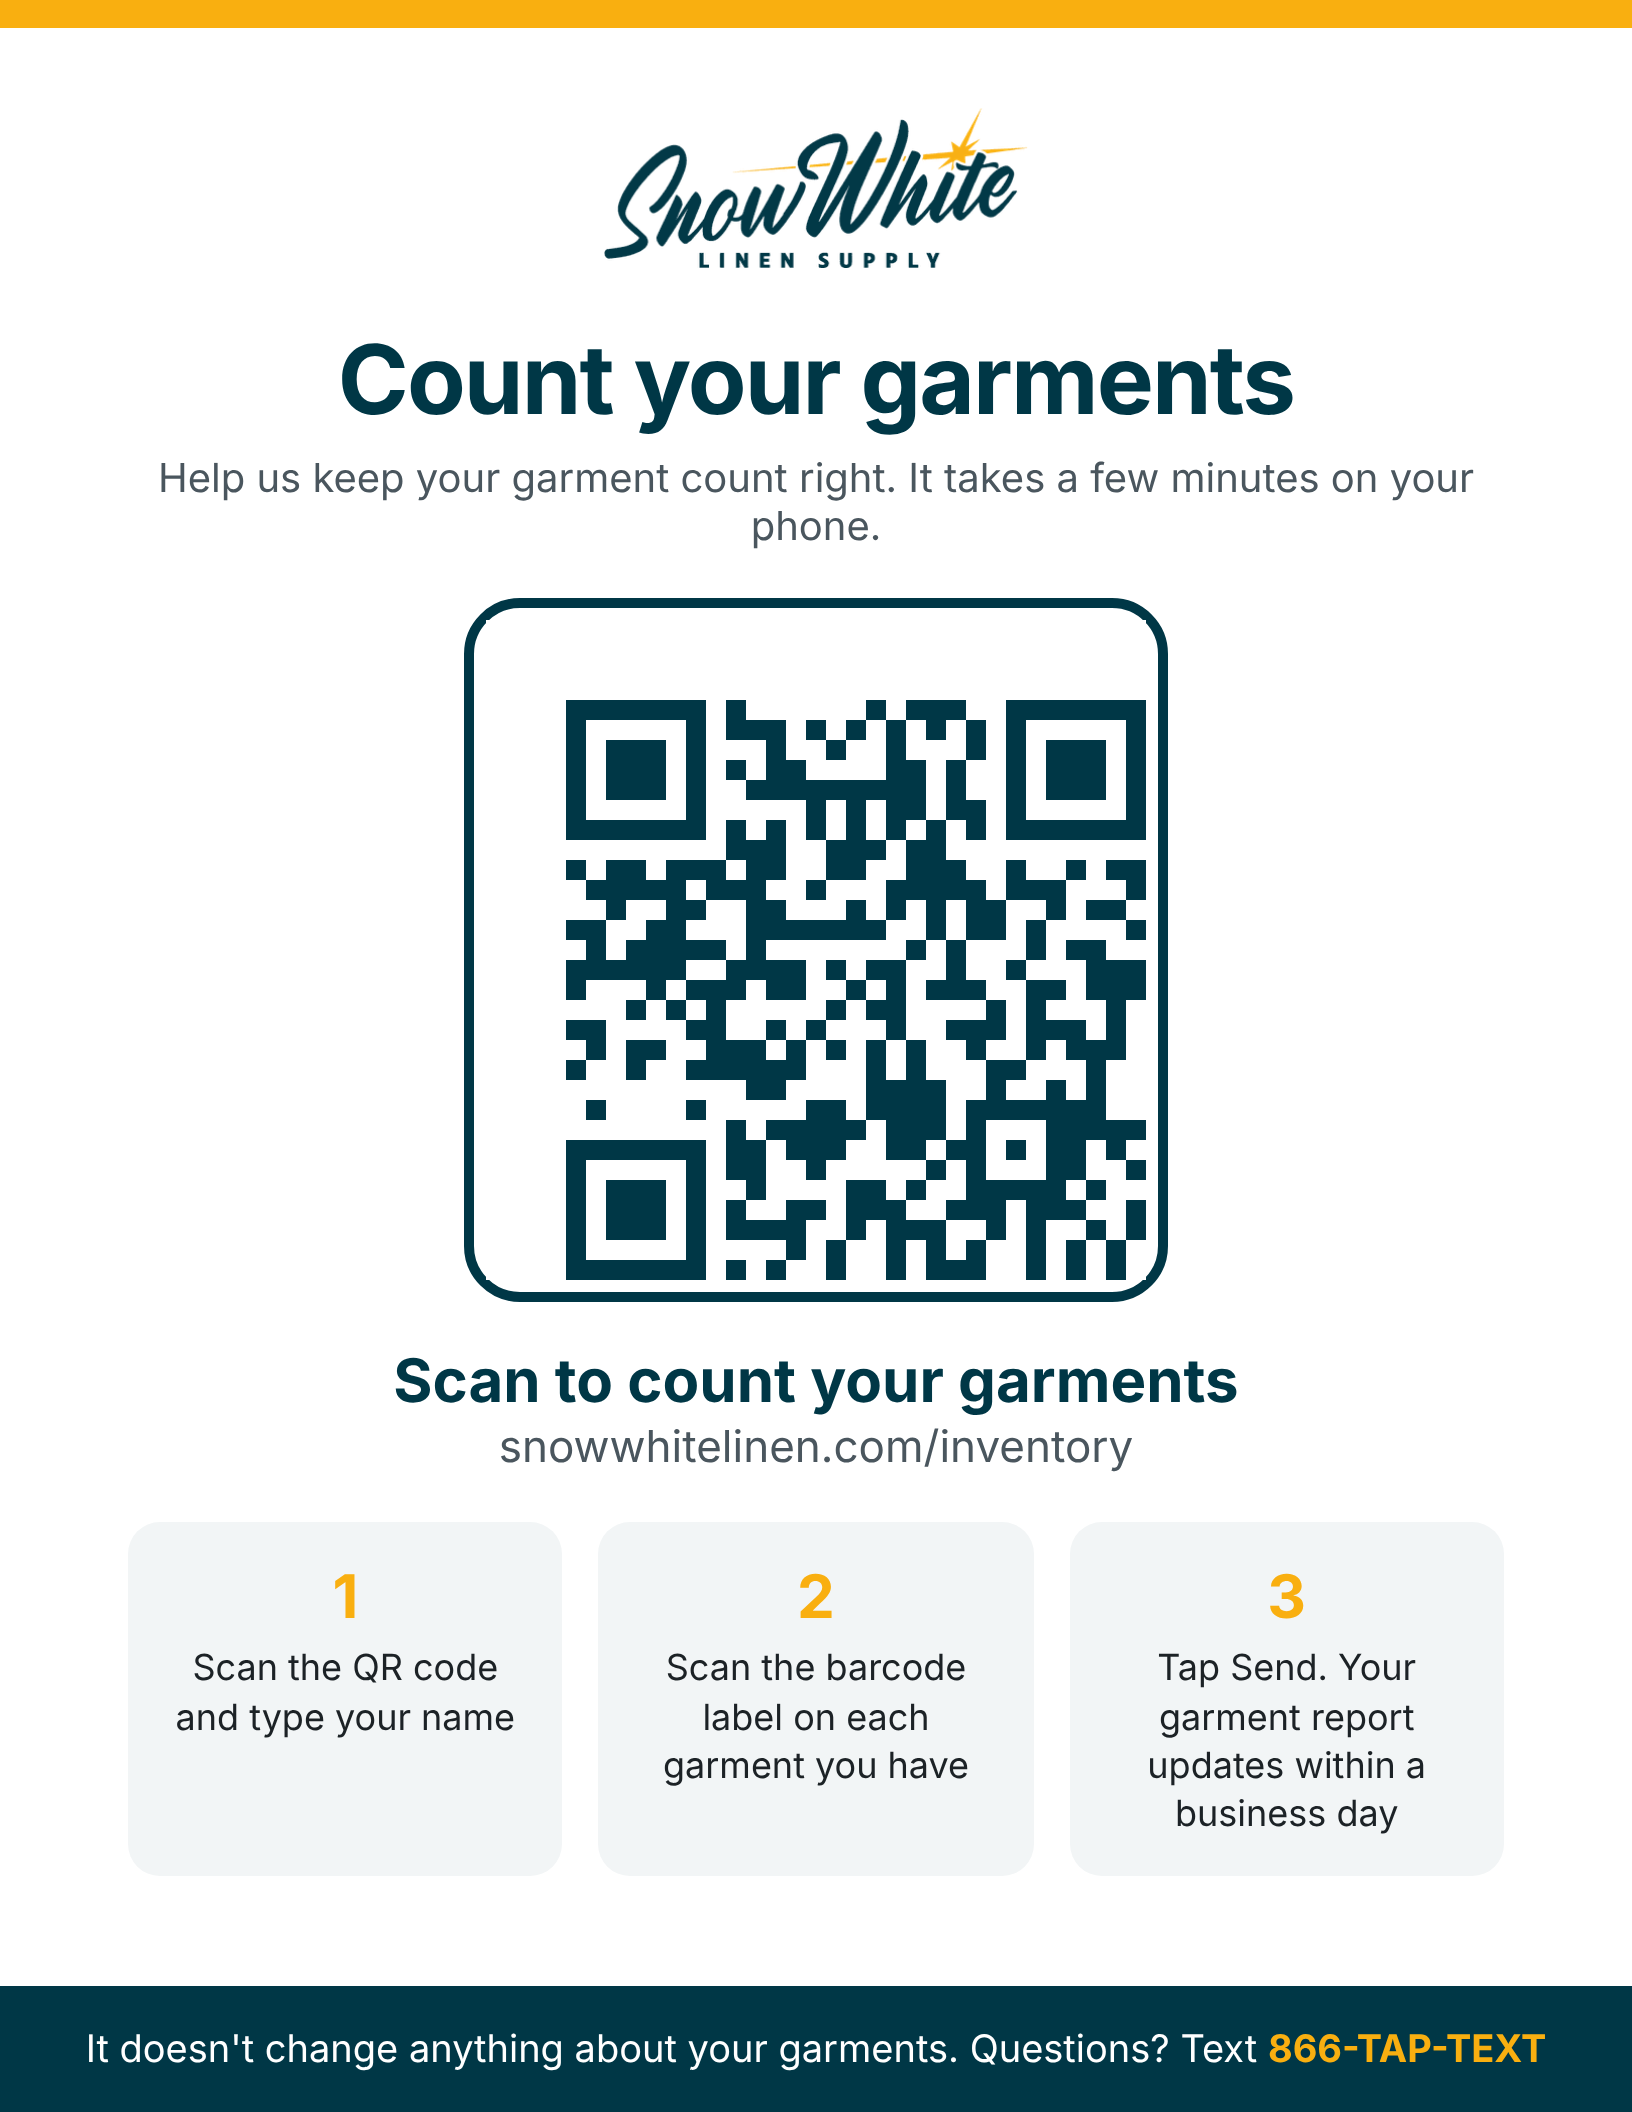 Snow White
LINEN SUPPLY
Count your garments
Help us keep your garment count right. It takes a few minutes on your
phone.
Scan to count your garments
snowwhitelinen.com/inventory
1
Scan the QR code
and type your name
2
Scan the barcode
label on each
garment you have
3
Tap Send. Your
garment report
updates within a
business day
It doesn't change anything about your garments. Questions? Text 866-TAP-TEXT